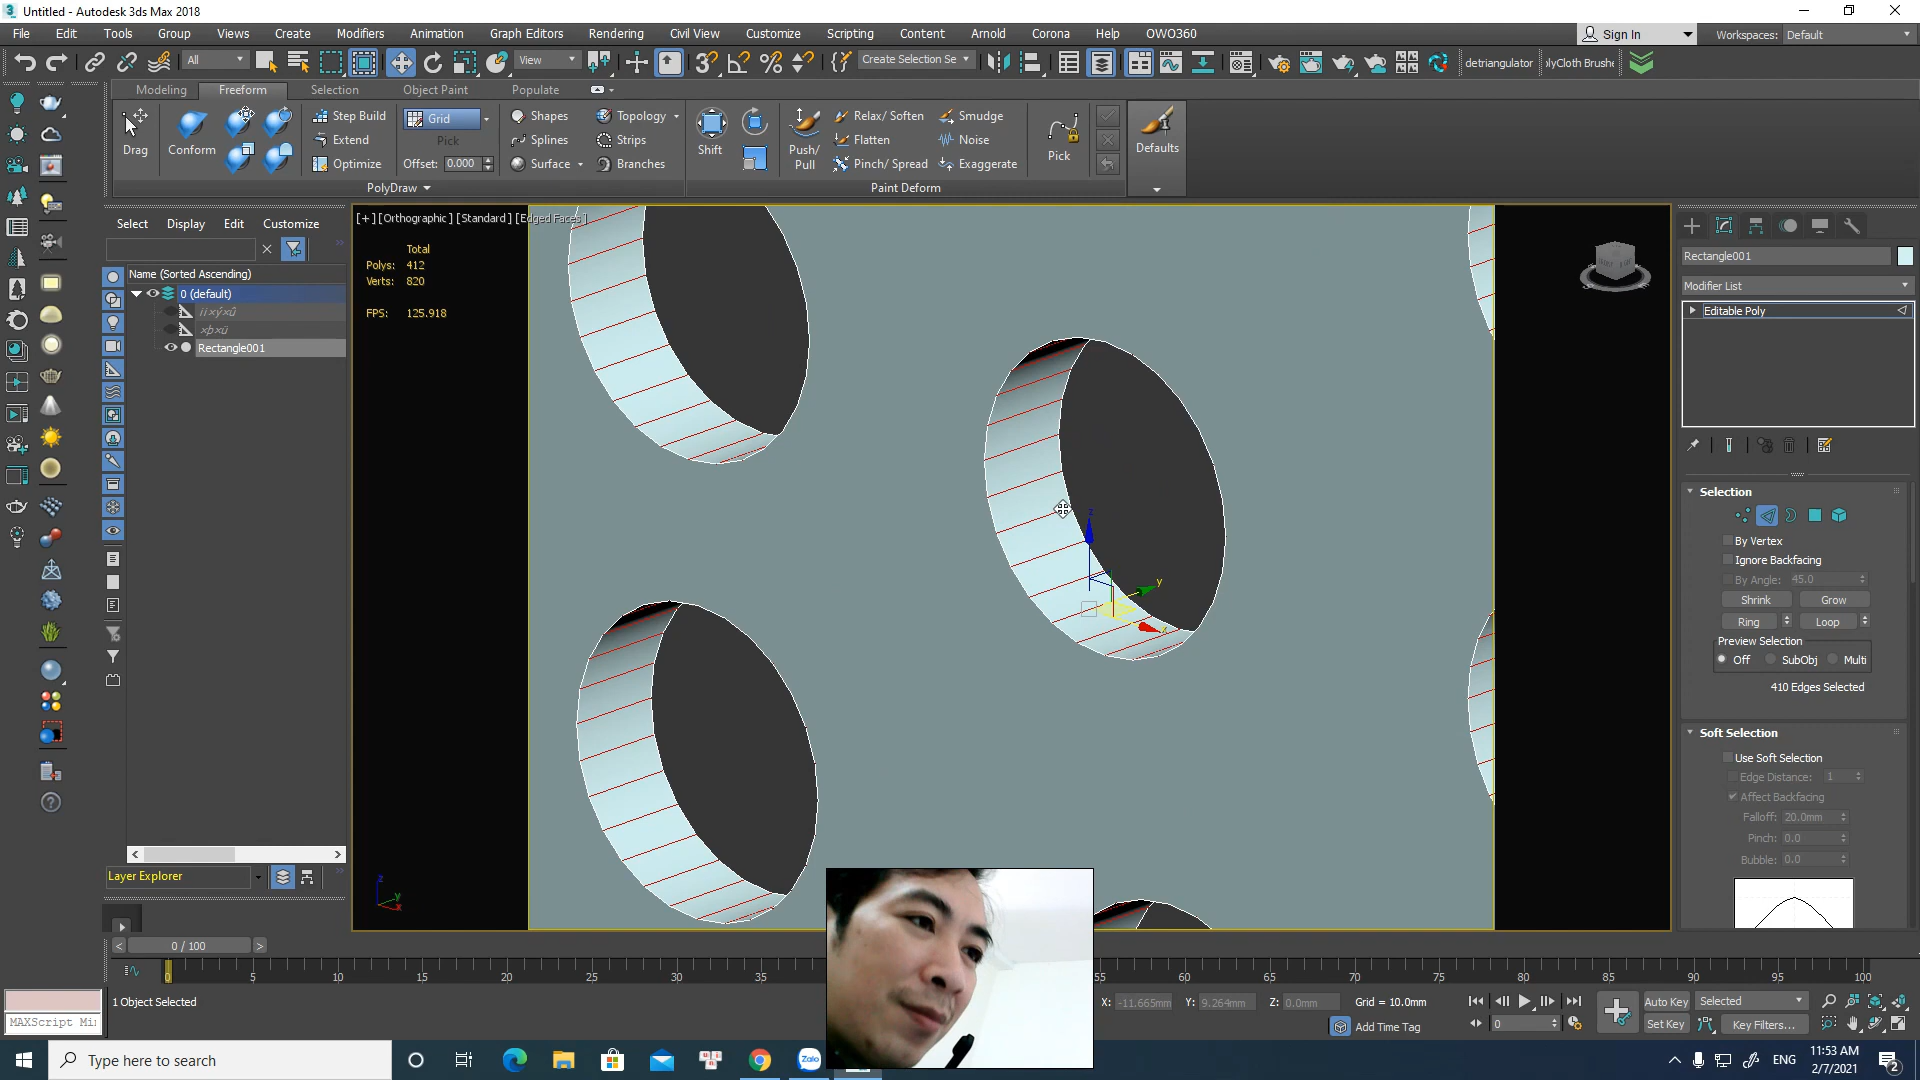 Untitled - Autodesk 3ds Max 2018
File Edit Tools Group Views Create Modifiers Animation Graph Editors Rendering Civil View Customize Scripting Content Arnold Corona Help OWO360
Sign In Workspaces: Default
All View Create Selection Se detriangulator olyCloth Brushe
Modeling Freeform Selection Object Paint Populate
Drag Conform Step Build Extend Optimize Grid Pick Offset: 0.000 Shapes Splines Surface Topology Strips Branches
Shift Push/ Pull Relax/ Soften Flatten Pinch/ Spread Smudge Noise Exaggerate Pick Defaults
PolyDraw Paint Deform
Select Display Edit Customize
Name (Sorted Ascending)
0 (default)
Rectangle001
Layer Explorer
[+] [Orthographic] [Standard] [Edged Faces]
Total
Polys: 412
Verts: 820
FPS: 125.918
z
y
x
z
y
x
Rectangle001
Modifier List
Editable Poly
Selection
By Vertex
Ignore Backfacing
By Angle: 45.0
Shrink Grow
Ring Loop
Preview Selection
Off SubObj Multi
410 Edges Selected
Soft Selection
Use Soft Selection
Edge Distance: 1
Affect Backfacing
Falloff: 20.0mm
Pinch: 0.0
Bubble: 0.0
0 / 100
0 5 10 15 20 25 30 35 55 60 65 70 75 80 85 90 95 100
1 Object Selected
MAXScript Mi
X: -11.665mm Y: 9.264mm Z: 0.0mm Grid = 10.0mm
Add Time Tag
Auto Key Selected
Set Key Key Filters...
0
Type here to search
Zalo
ENG
11:53 AM
2/7/2021
2